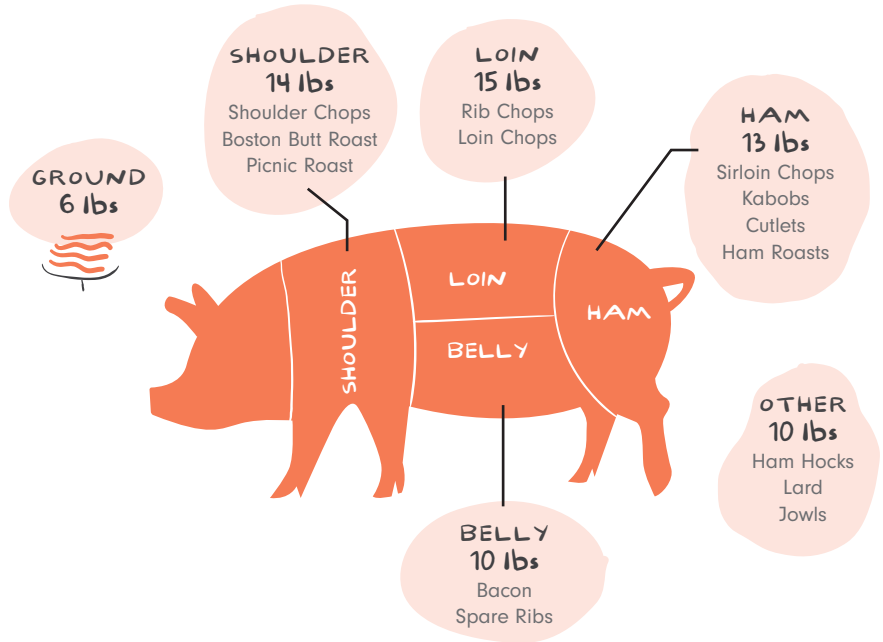 SHOULDER
14 lbs
Shoulder Chops
Boston Butt Roast
Picnic Roast
LOIN
15 lbs
Rib Chops
Loin Chops
HAM
13 lbs
Sirloin Chops
Kabobs
Cutlets
Ham Roasts
GROUND
6 lbs
SHOULDER
LOIN
BELLY
HAM
OTHER
10 lbs
Ham Hocks
Lard
Jowls
BELLY
10 lbs
Bacon
Spare Ribs